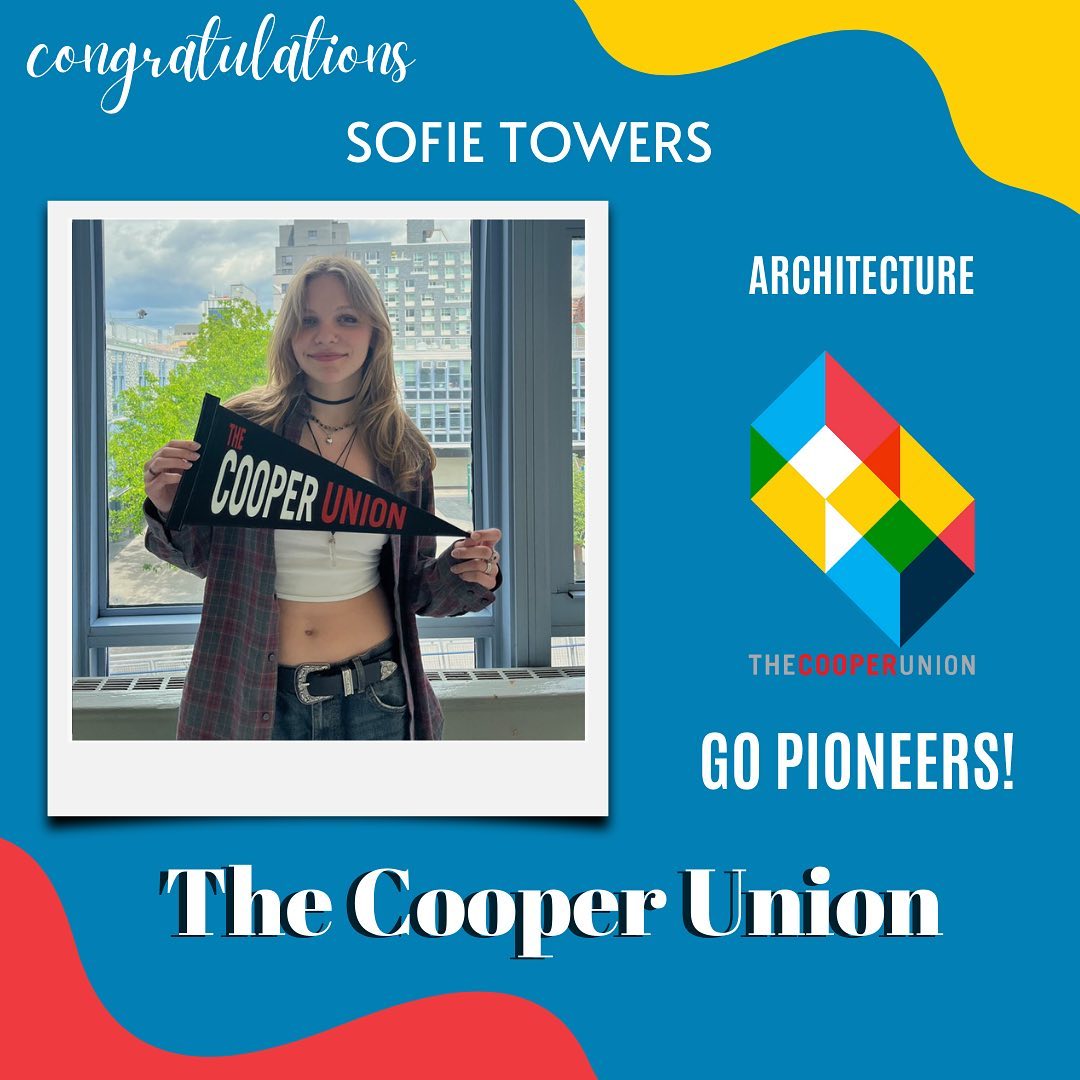 congratulations
SOFIE TOWERS
ARCHITECTURE
THE
COOPER UNION
THECOOPERUNION
GO PIONEERS!
The Cooper Union